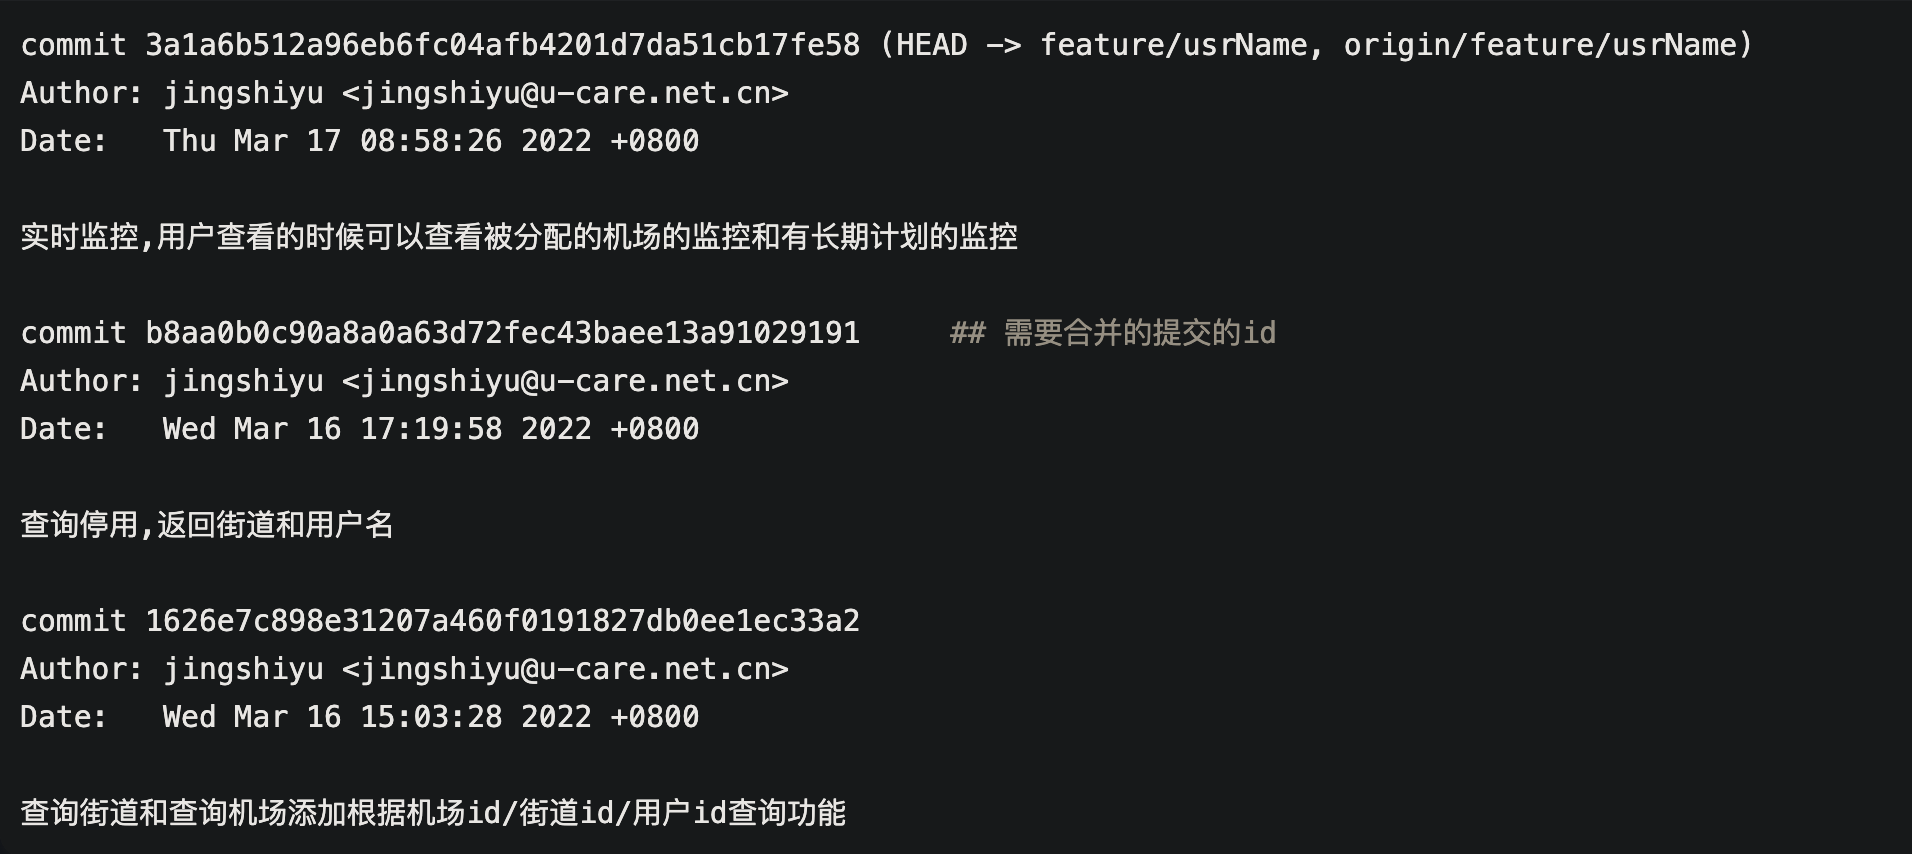 commit 3a1a6b512a96eb6fc04afb4201d7da51cb17fe58 (HEAD -> feature/usrName, origin/feature/usrName)
Author: jingshiyu <jingshiyu@u-care.net.cn>
Date:   Thu Mar 17 08:58:26 2022 +0800
实时监控,用户查看的时候可以查看被分配的机场的监控和有长期计划的监控
commit b8aa0b0c90a8a0a63d72fec43baee13a91029191     ## 需要合并的提交的id
Author: jingshiyu <jingshiyu@u-care.net.cn>
Date:   Wed Mar 16 17:19:58 2022 +0800
查询停用,返回街道和用户名
commit 1626e7c898e31207a460f0191827db0ee1ec33a2
Author: jingshiyu <jingshiyu@u-care.net.cn>
Date:   Wed Mar 16 15:03:28 2022 +0800
查询街道和查询机场添加根据机场id/街道id/用户id查询功能